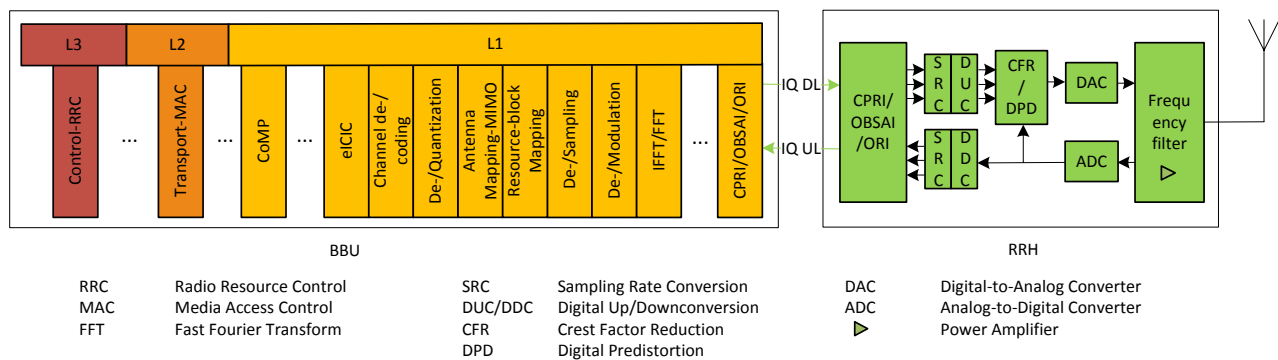 L3
L2
L1
Control-RRC
...
Transport-MAC
...
CoMP
...
eICIC
Channel de-/
coding
De-/Quantization
Antenna
Mapping-MIMO
Resource-block
Mapping
De-/Sampling
De-/Modulation
IFFT/FFT
...
CPRI/OBSAI/ORI
IQ DL
IQ UL
CPRI/
OBSAI
/ORI
S
R
C
D
U
C
CFR
/
DPD
DAC
Frequ
ency
filter
S
R
C
D
D
C
ADC
BBU
RRH
RRC Radio Resource Control
MAC Media Access Control
FFT Fast Fourier Transform
SRC Sampling Rate Conversion
DUC/DDC Digital Up/Downconversion
CFR Crest Factor Reduction
DPD Digital Predistortion
DAC Digital-to-Analog Converter
ADC Analog-to-Digital Converter
Power Amplifier